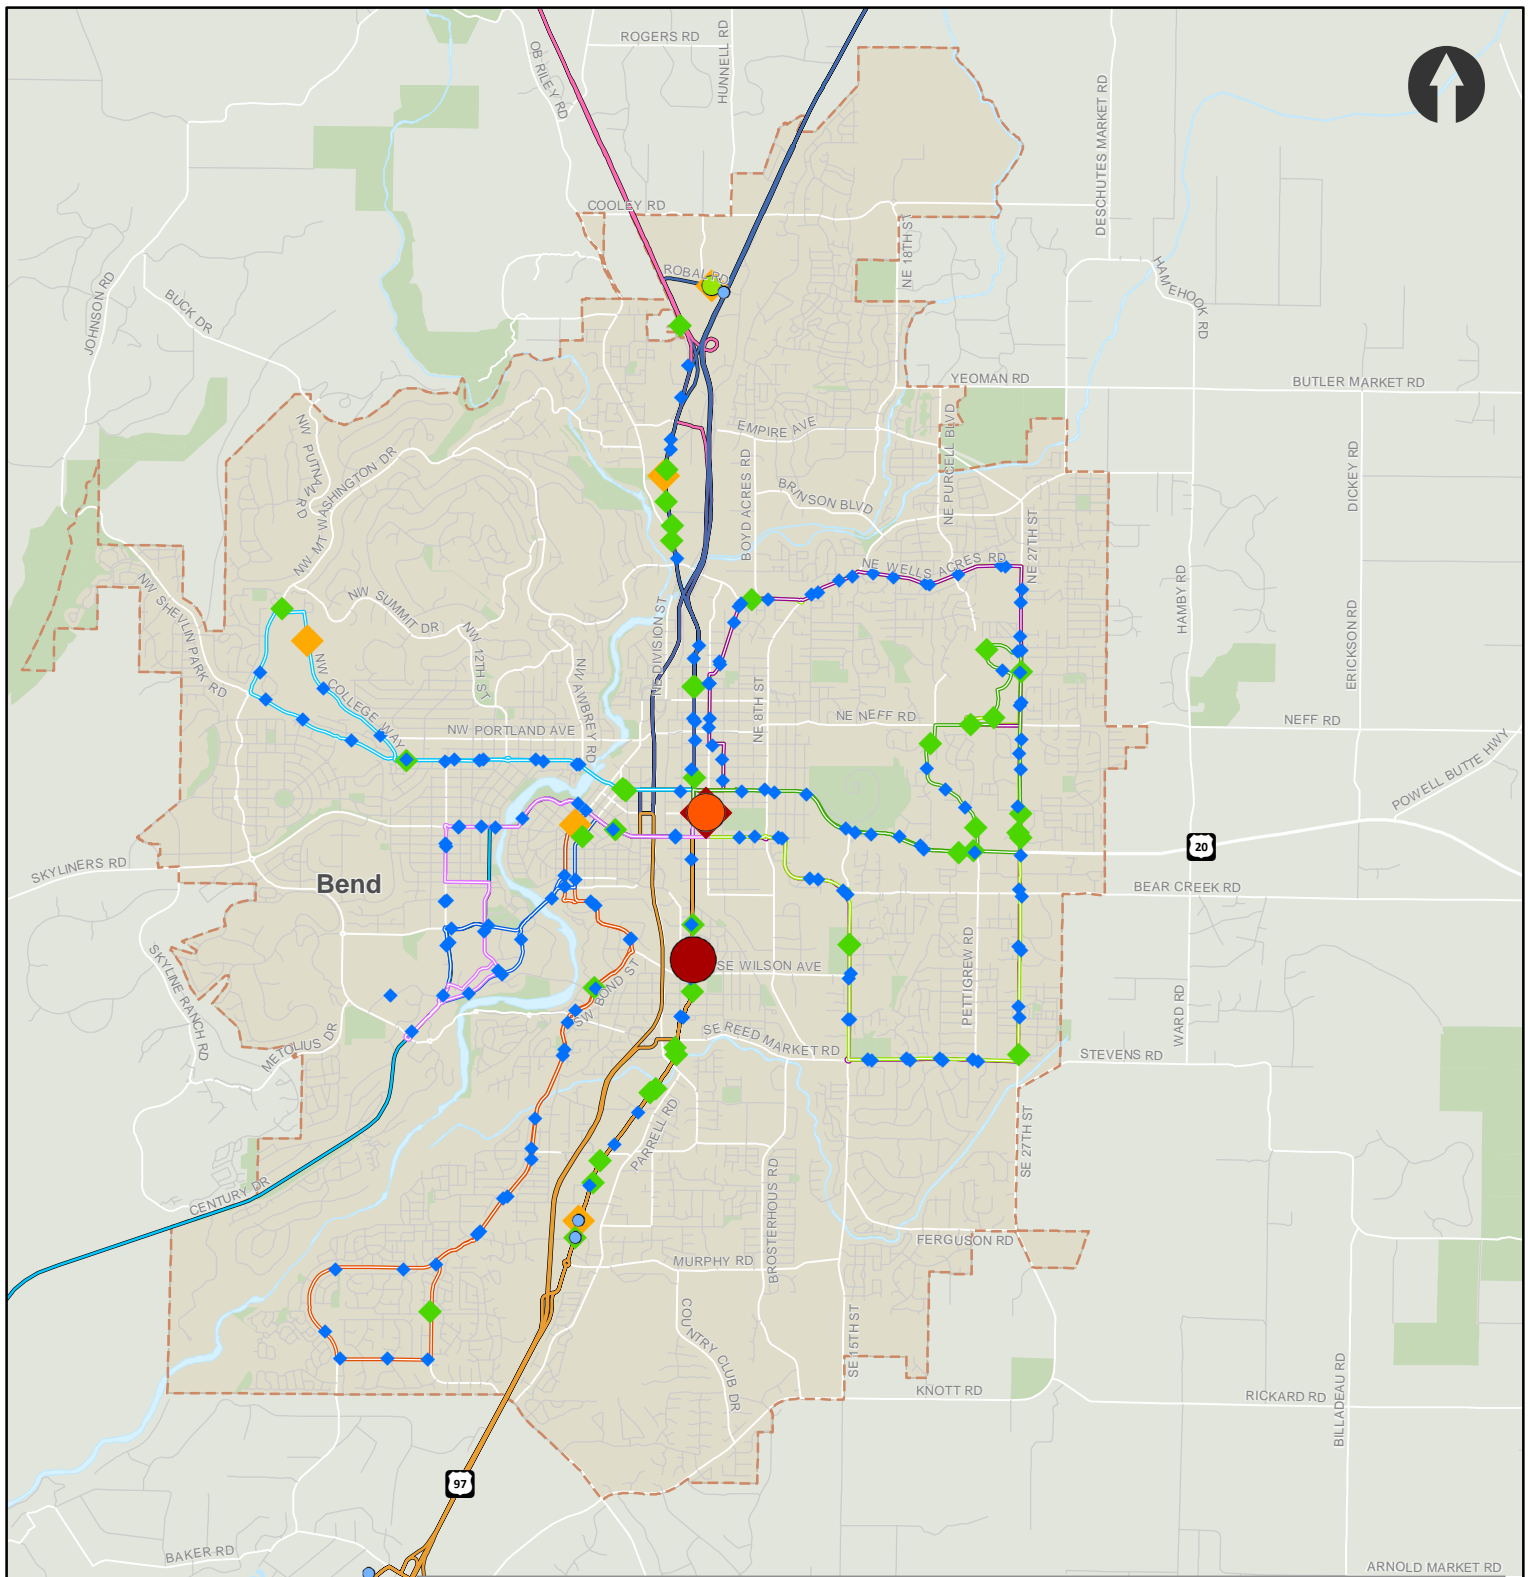 ROGERS RD
OB RILEY RD
HUNNELL RD
DESCHUTES MARKET RD
COOLEY RD
NE 18TH ST
ROBAL RD
HAMEHOOK RD
JOHNSON RD
BUCK DR
YEOMAN RD
BUTLER MARKET RD
NW PUTNAM RD
NW MT WASHINGTON DR
EMPIRE AVE
NE PURCELL BLVD
DICKEY RD
BOYD ACRES RD
BRINSON BLVD
NE 27TH ST
NE WELLS ACRES RD
NW SHEVLIN PARK RD
NW SUMMIT DR
NW 12TH ST
NE DIVISION ST
HAMBY RD
ERICKSON RD
NW COLLEGE WAY
NW AWBREY RD
NE 8TH ST
NW PORTLAND AVE
NE NEFF RD
NEFF RD
POWELL BUTTE HWY
SKYLINERS RD
20
Bend
BEAR CREEK RD
SKYLINE RANCH RD
SE WILSON AVE
PETTIGREW RD
SW BOND ST
METOLIUS DR
SE REED MARKET RD
WARD RD
STEVENS RD
PARRELL RD
SE 27TH ST
CENTURY DR
BROSTERHOUS RD
FERGUSON RD
MURPHY RD
COUNTRY CLUB DR
SE 15TH ST
KNOTT RD
RICKARD RD
BILLADEAU RD
97
BAKER RD
ARNOLD MARKET RD